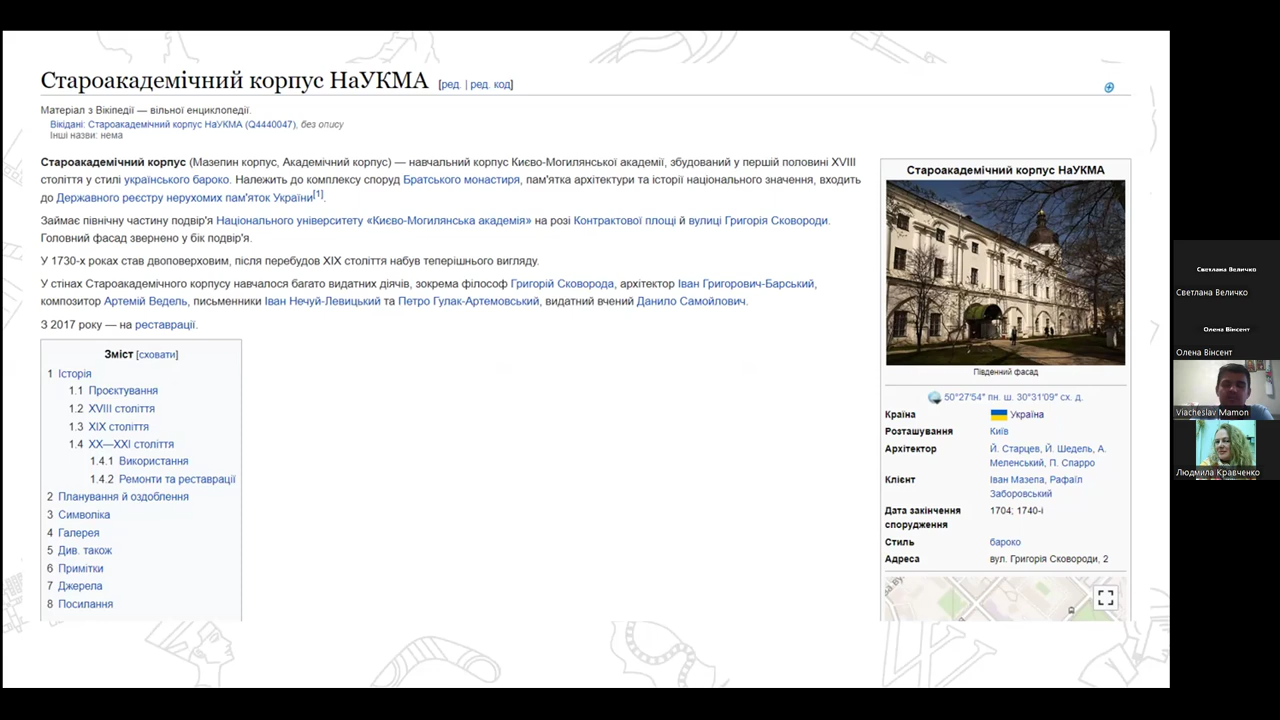 Староакадемічний корпус НаУКМА [ред. | ред. код]
Матеріал з Вікіпедії — вільної енциклопедії.
Вікідані: Староакадемічний корпус НаУКМА (Q4440047), без опису
Інші назви: нема
Староакадемічний корпус (Мазепин корпус, Академічний корпус) — навчальний корпус Києво-Могилянської академії, збудований у першій половині XVIII
століття у стилі українського бароко. Належить до комплексу споруд Братського монастиря, пам'ятка архітектури та історії національного значення, входить
до Державного реєстру нерухомих пам'яток України[1].
Займає північну частину подвір'я Національного університету «Києво-Могилянська академія» на розі Контрактової площі й вулиці Григорія Сковороди.
Головний фасад звернено у бік подвір'я.
У 1730-х роках став двоповерховим, після перебудов XIX століття набув теперішнього вигляду.
У стінах Староакадемічного корпусу навчалося багато видатних діячів, зокрема філософ Григорій Сковорода, архітектор Іван Григорович-Барський,
композитор Артемій Ведель, письменники Іван Нечуй-Левицький та Петро Гулак-Артемовський, видатний вчений Данило Самойлович.
З 2017 року — на реставрації.
Зміст [сховати]
1 Історія
1.1 Проєктування
1.2 XVIII століття
1.3 XIX століття
1.4 XX—XXI століття
1.4.1 Використання
1.4.2 Ремонти та реставрації
2 Планування й оздоблення
3 Символіка
4 Галерея
5 Див. також
6 Примітки
7 Джерела
8 Посилання
Староакадемічний корпус НаУКМА
Південний фасад
50°27′54″ пн. ш. 30°31′09″ сх. д.
Країна Україна
Розташування Київ
Архітектор Й. Старцев, Й. Шедель, А.
Меленський, П. Спарро
Клієнт Іван Мазепа, Рафаїл
Заборовський
Дата закінчення 1704; 1740-і
спорудження
Стиль бароко
Адреса вул. Григорія Сковороди, 2
Светлана Величко
Светлана Величко
Олена Вінсент
Олена Вінсент
Viacheslav Mamon
Людмила Кравченко